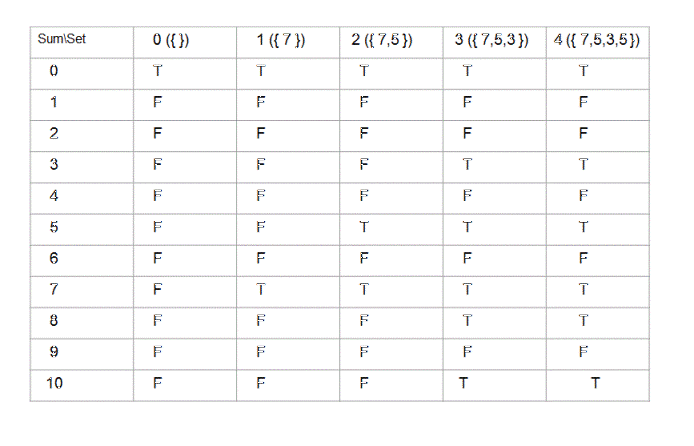 Sum\Set 0 ({ }) 1 ({ 7 }) 2 ({ 7,5 }) 3 ({ 7,5,3 }) 4 ({ 7,5,3,5 })
0 T T T T T
1 F F F F F
2 F F F F F
3 F F F T T
4 F F F F F
5 F F T T T
6 F F F F F
7 F T T T T
8 F F F T T
9 F F F F F
10 F F F T T